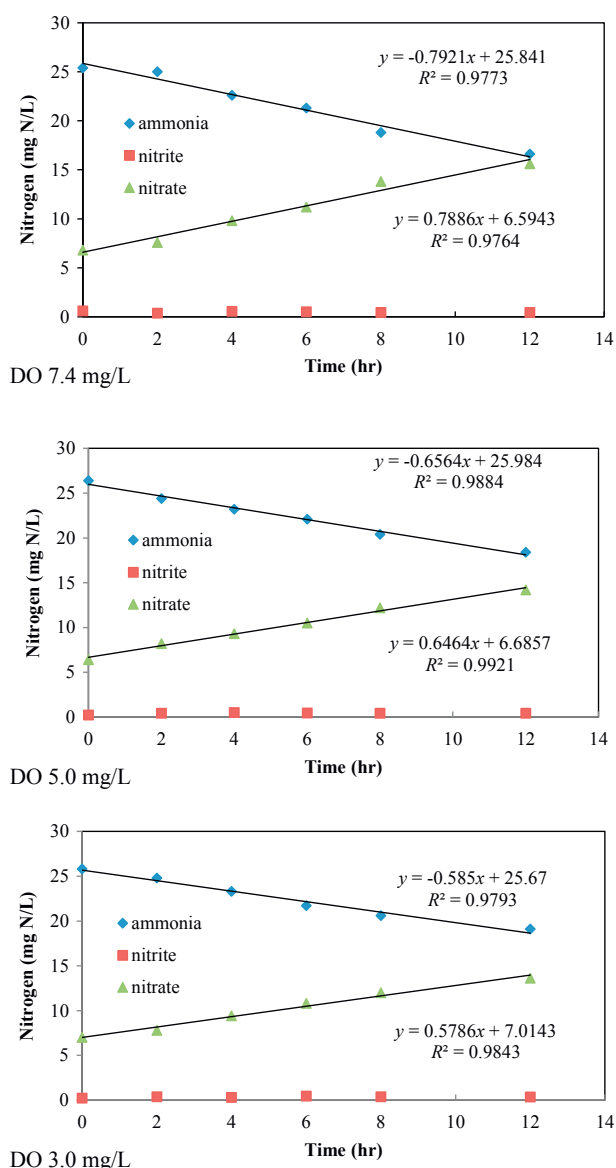 30
25
20
15
10
5
0
Nitrogen (mg N/L)
y = -0.7921x + 25.841
R² = 0.9773
ammonia
nitrite
nitrate
y = 0.7886x + 6.5943
R² = 0.9764
0 2 4 6 8 10 12 14
Time (hr)
DO 7.4 mg/L
30
25
20
15
10
5
0
Nitrogen (mg N/L)
y = -0.6564x + 25.984
R² = 0.9884
ammonia
nitrite
nitrate
y = 0.6464x + 6.6857
R² = 0.9921
0 2 4 6 8 10 12 14
Time (hr)
DO 5.0 mg/L
30
25
20
15
10
5
0
Nitrogen (mg N/L)
y = -0.585x + 25.67
R² = 0.9793
ammonia
nitrite
nitrate
y = 0.5786x + 7.0143
R² = 0.9843
0 2 4 6 8 10 12 14
Time (hr)
DO 3.0 mg/L